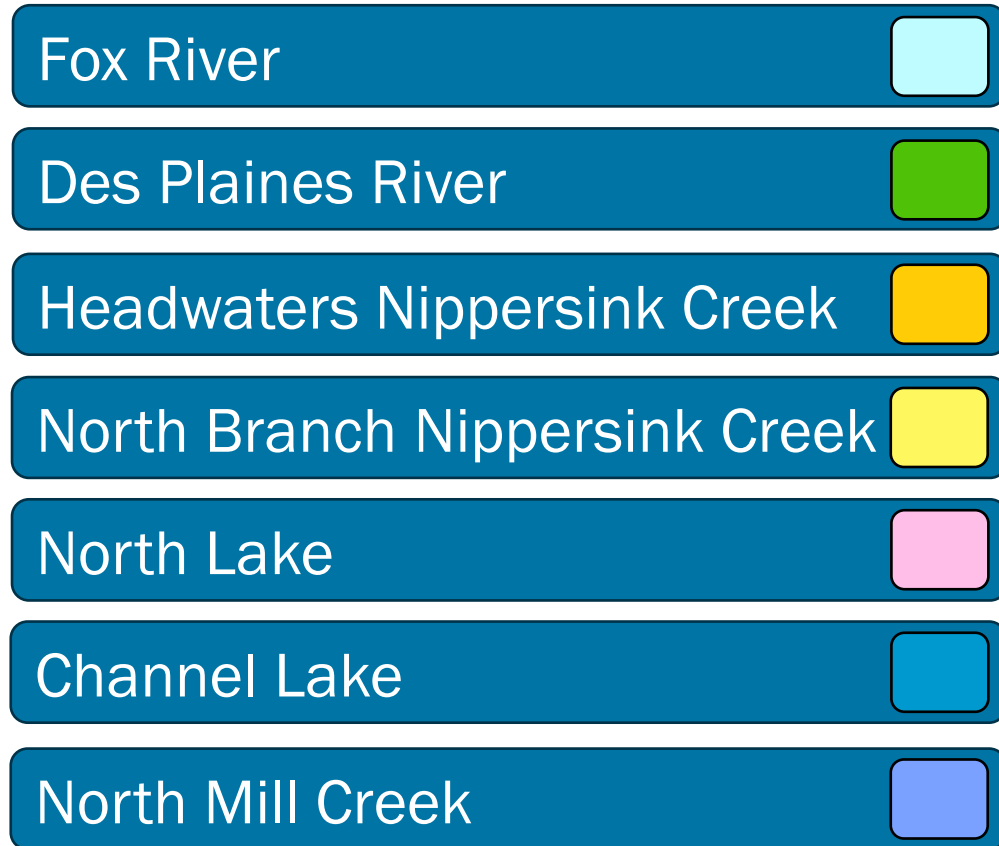 Fox River
Des Plaines River
Headwaters Nippersink Creek
North Branch Nippersink Creek
North Lake
Channel Lake
North Mill Creek